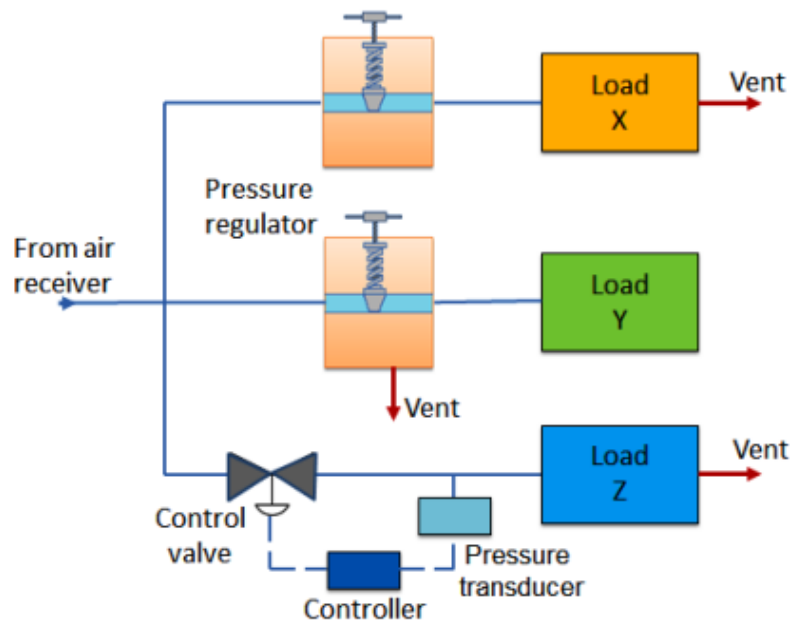 Load
X
Vent
Pressure
regulator
From air
receiver
Load
Y
Vent
Load
Z
Vent
Control
valve
Pressure
transducer
Controller